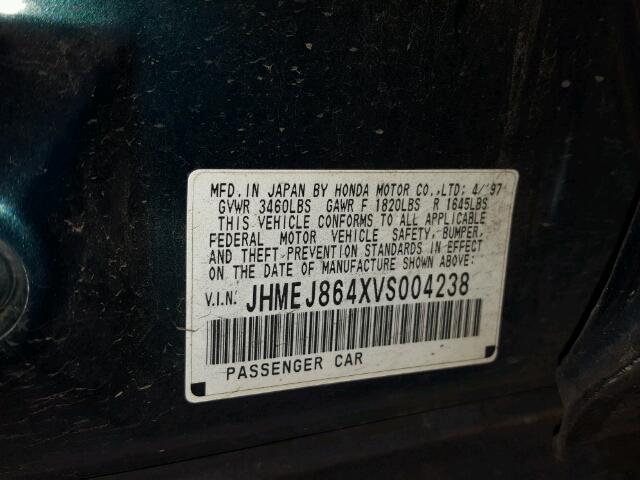 MFD. IN JAPAN BY HONDA MOTOR CO., LTD: 4/'97
GVWR 3460LBS GAWR F 1820LBS R 1645LBS
THIS VEHICLE CONFORMS TO ALL APPLICABLE
FEDERAL MOTOR VEHICLE SAFETY, BUMPER,
AND THEFT PREVENTION STANDARDS IN EFFECT
ON THE DATE OF MANUFACTURE SHOWN ABOVE:
V.I.N.: JHMEJ864XVS004238
PASSENGER CAR